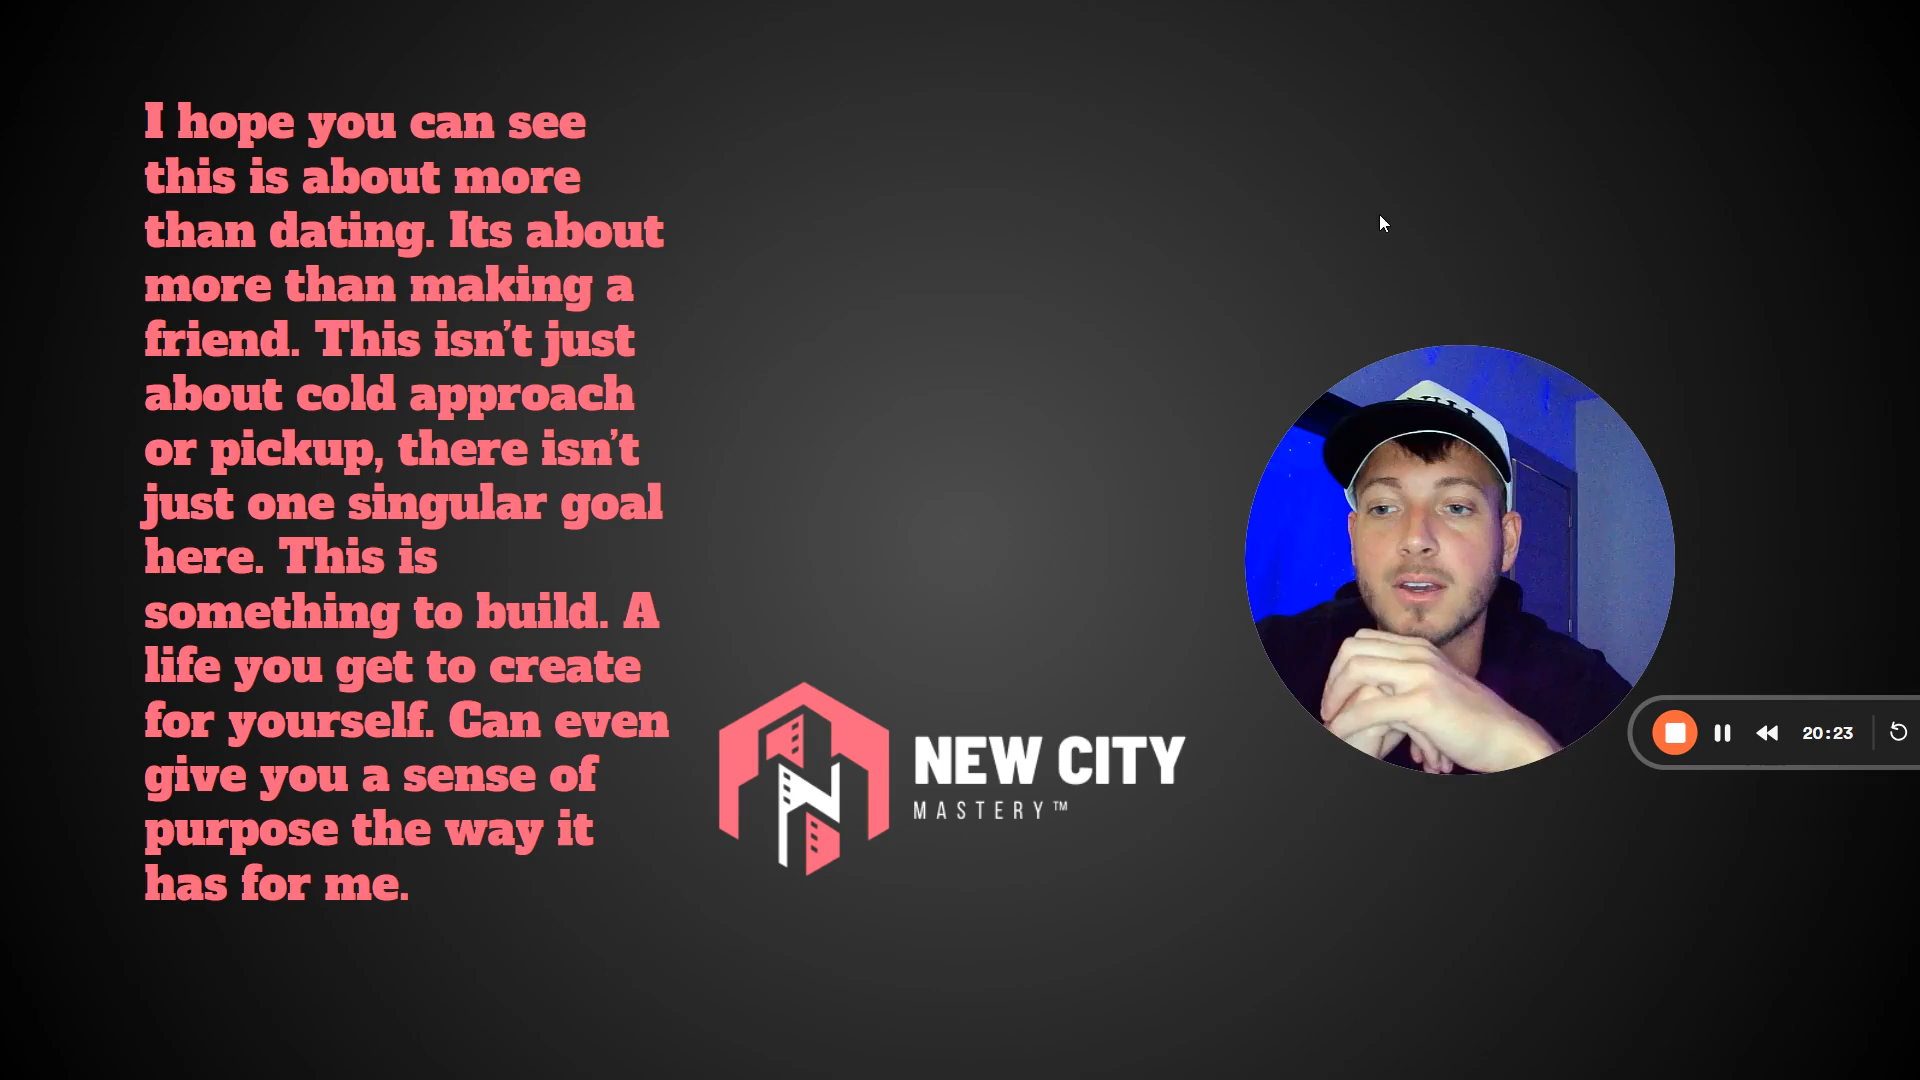 I hope you can see
this is about more
than dating. Its about
more than making a
friend. This isn’t just
about cold approach
or pickup, there isn’t
just one singular goal
here. This is
something to build. A
life you get to create
for yourself. Can even
give you a sense of
purpose the way it
has for me.
NEW CITY
MASTERY™
20:23